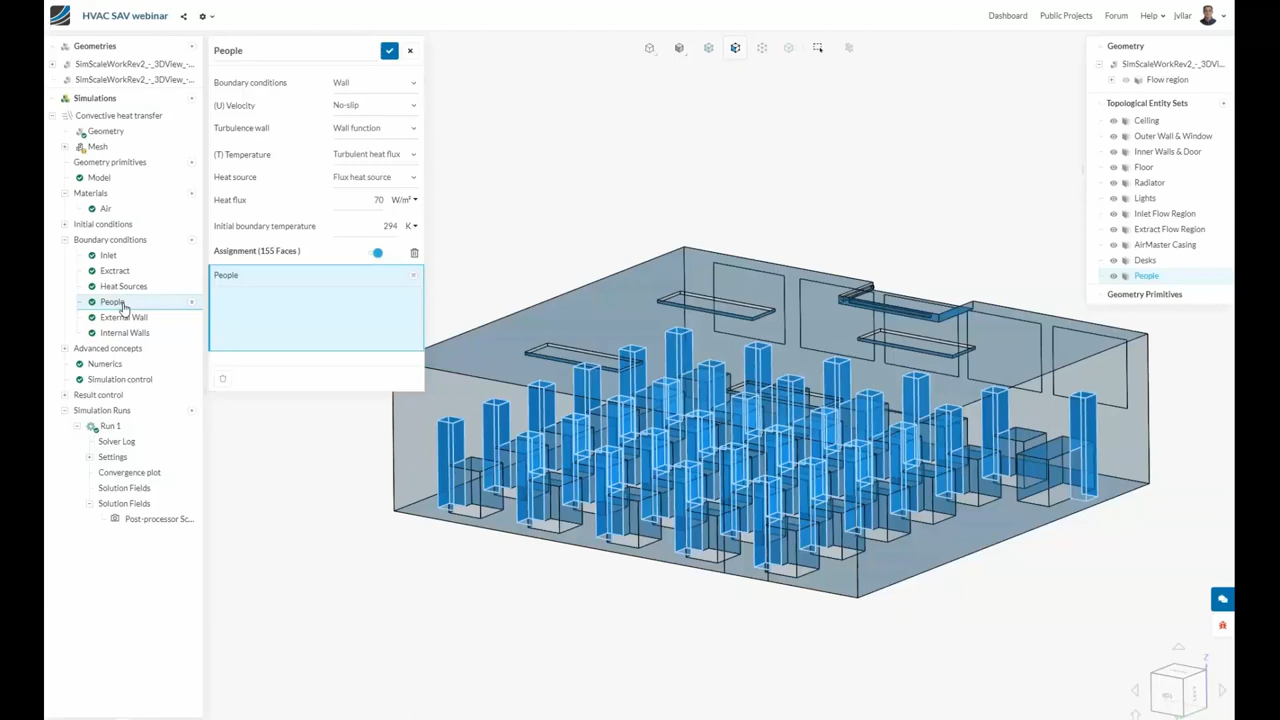 HVAC SAV webinar
Dashboard
Public Projects
Forum
Help
jvllar
Geometries
SimScaleWorkRev2_-_3DView_-...
SimScaleWorkRev2_-_3DView_-...
Simulations
Convective heat transfer
Geometry
Mesh
Geometry primitives
Model
Materials
Air
Initial conditions
Boundary conditions
Inlet
Exctract
Heat Sources
People
External Wall
Internal Walls
Advanced concepts
Numerics
Simulation control
Result control
Simulation Runs
Run 1
Solver Log
Settings
Convergence plot
Solution Fields
Solution Fields
Post-processor Sc...
People
Boundary conditions Wall
(U) Velocity No-slip
Turbulence wall Wall function
(T) Temperature Turbulent heat flux
Heat source Flux heat source
Heat flux 70 W/m²
Initial boundary temperature 294 K
Assignment (155 Faces )
People
Geometry
SimScaleWorkRev2_-_3DVi...
Flow region
Topological Entity Sets
Ceiling
Outer Wall & Window
Inner Walls & Door
Floor
Radiator
Lights
Inlet Flow Region
Extract Flow Region
AirMaster Casing
Desks
People
Geometry Primitives
Z